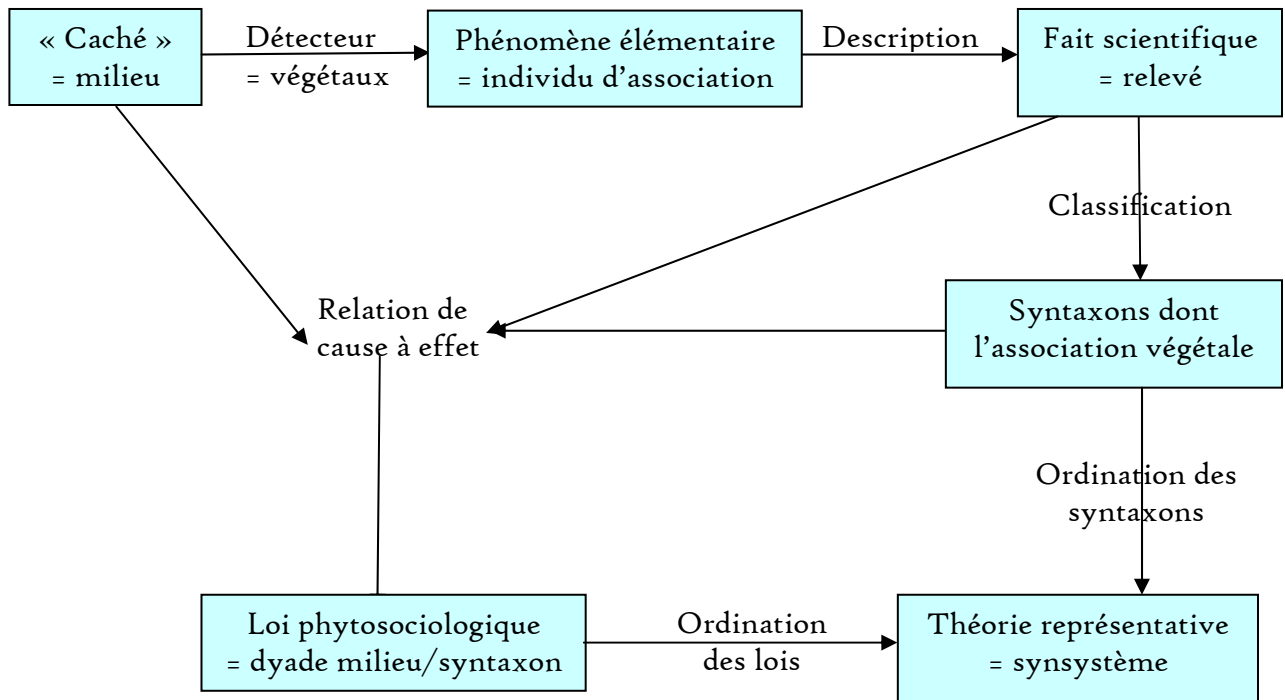 « Caché »
= milieu
Détecteur
= végétaux
Phénomène élémentaire
= individu d’association
Description
Fait scientifique
= relevé
Classification
Relation de
cause à effet
Syntaxons dont
l’association végétale
Ordination des
syntaxons
Loi phytosociologique
= dyade milieu/syntaxon
Ordination
des lois
Théorie représentative
= synsystème